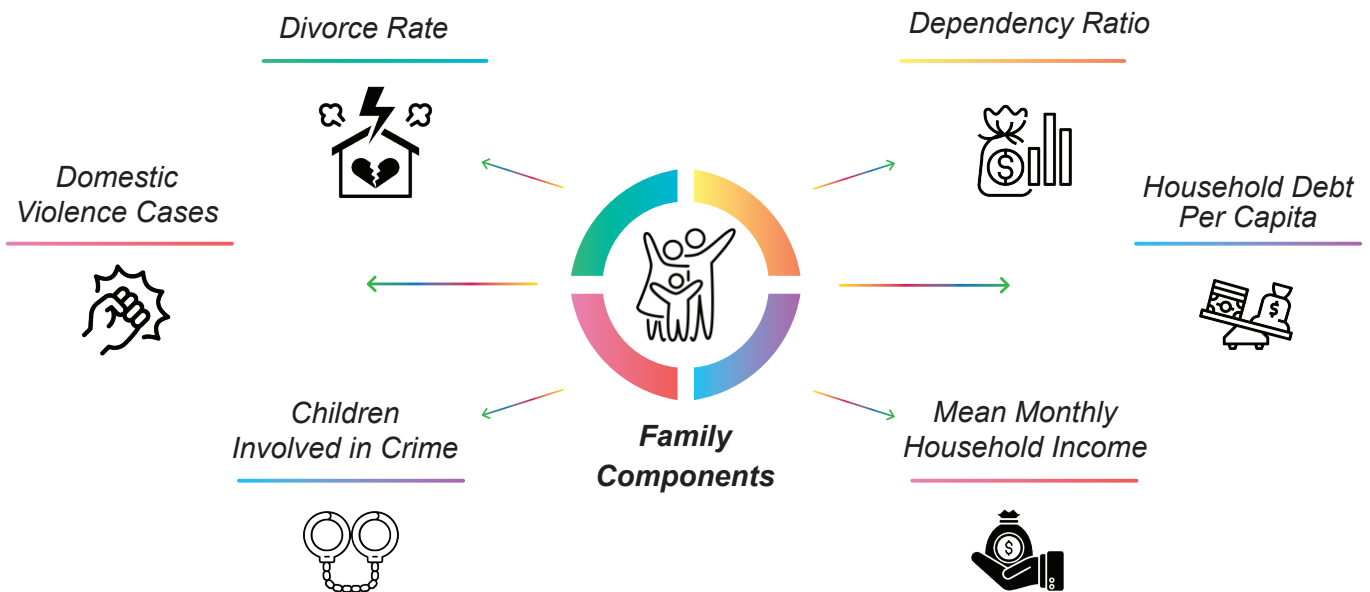 Divorce Rate
Dependency Ratio
Domestic
Violence Cases
Household Debt
Per Capita
Children
Involved in Crime
Mean Monthly
Household Income
Family
Components